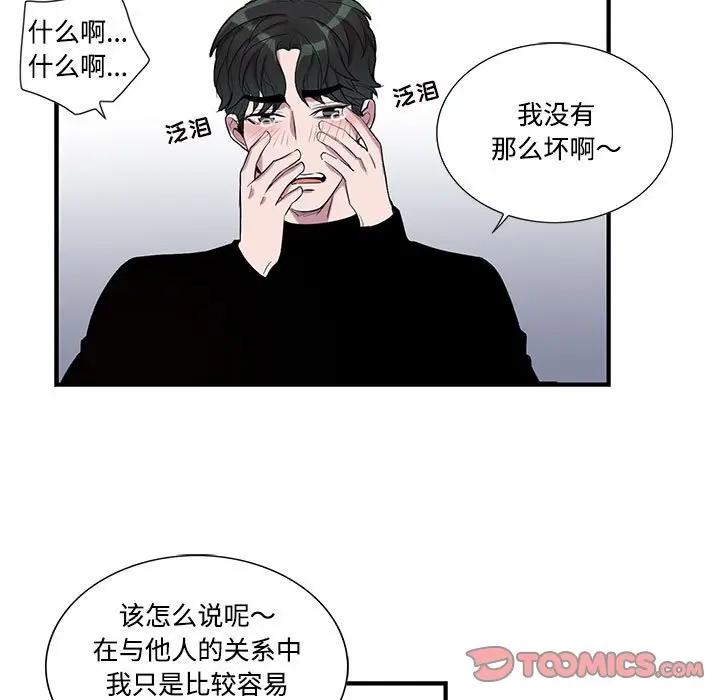 什么啊...
什么啊...
泛泪
泛泪
我没有
那么坏啊～
该怎么说呢～
在与他人的关系中
我只是比较容易
TOOMICS.COM